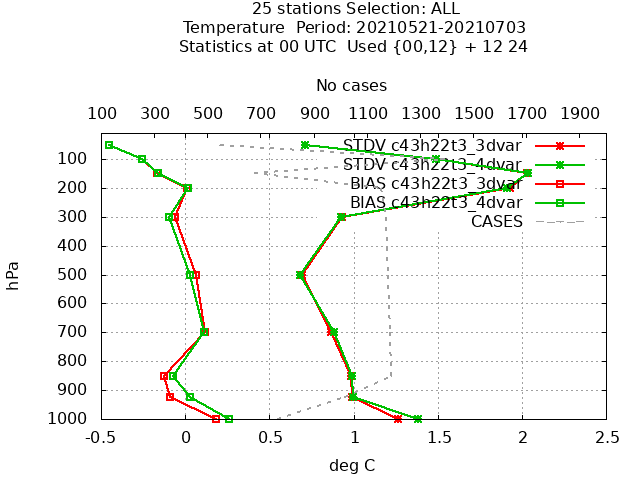 25 stations Selection: ALL
Temperature  Period: 20210521-20210703
Statistics at 00 UTC  Used {00,12} + 12 24
No cases
100 300 500 700 900 1100 1300 1500 1700 1900
STDV c43h22t3_3dvar
STDV c43h22t3_4dvar
BIAS c43h22t3_3dvar
BIAS c43h22t3_4dvar
CASES
hPa
100
200
300
400
500
600
700
800
900
1000
-0.5 0 0.5 1 1.5 2 2.5
deg C